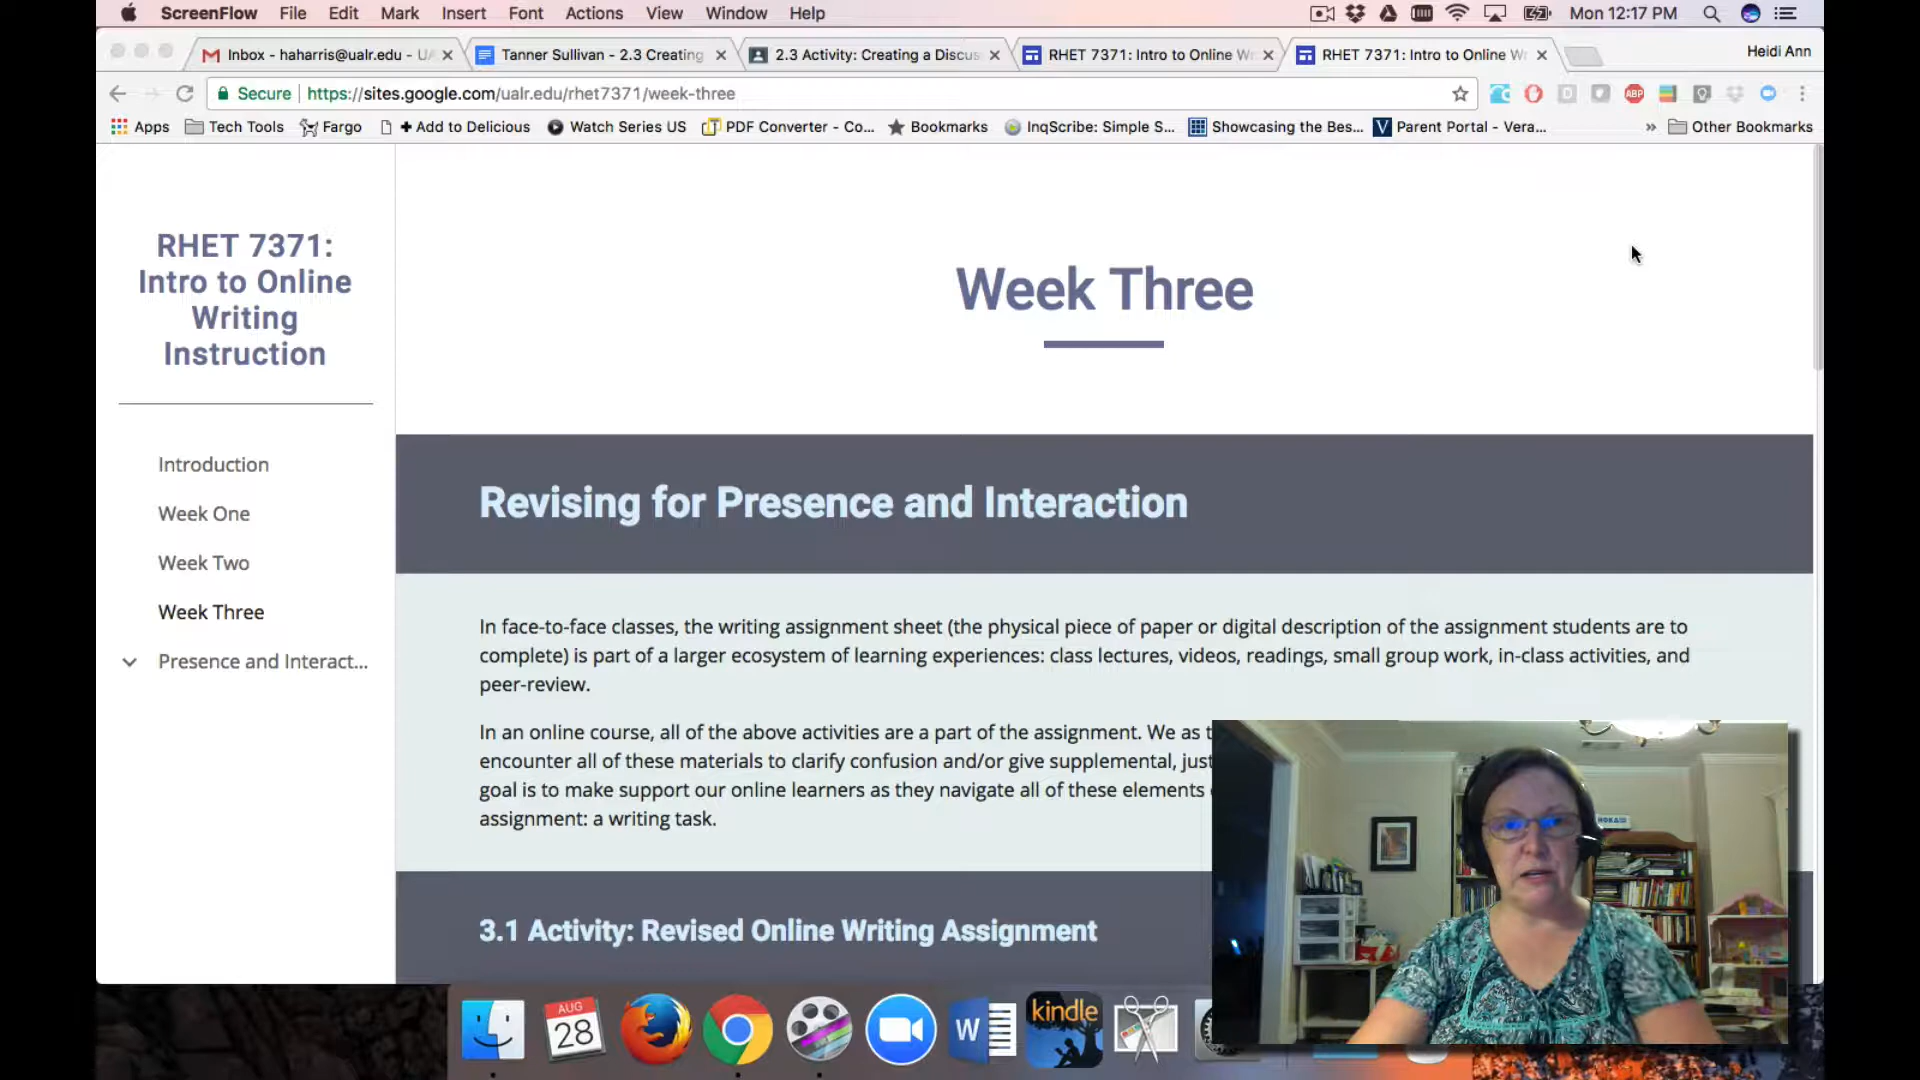 ScreenFlow File Edit Mark Insert Font Actions View Window Help Mon 12:17 PM
Inbox - haharris@ualr.edu - UA Tanner Sullivan - 2.3 Creating 2.3 Activity: Creating a Discus RHET 7371: Intro to Online W RHET 7371: Intro to Online W Heidi Ann
Secure https://sites.google.com/ualr.edu/rhet7371/week-three ABP
Apps Tech Tools Fargo + Add to Delicious Watch Series US PDF Converter - Co... Bookmarks InqScribe: Simple S... Showcasing the Bes... V Parent Portal - Vera... » Other Bookmarks
RHET 7371:
Intro to Online
Writing
Instruction
Introduction
Week One
Week Two
Week Three
Presence and Interact...
Week Three
Revising for Presence and Interaction
In face-to-face classes, the writing assignment sheet (the physical piece of paper or digital description of the assignment students are to
complete) is part of a larger ecosystem of learning experiences: class lectures, videos, readings, small group work, in-class activities, and
peer-review.
In an online course, all of the above activities are a part of the assignment. We as t
encounter all of these materials to clarify confusion and/or give supplemental, just
goal is to make support our online learners as they navigate all of these elements
assignment: a writing task.
3.1 Activity: Revised Online Writing Assignment
AUG
28
W
kindle